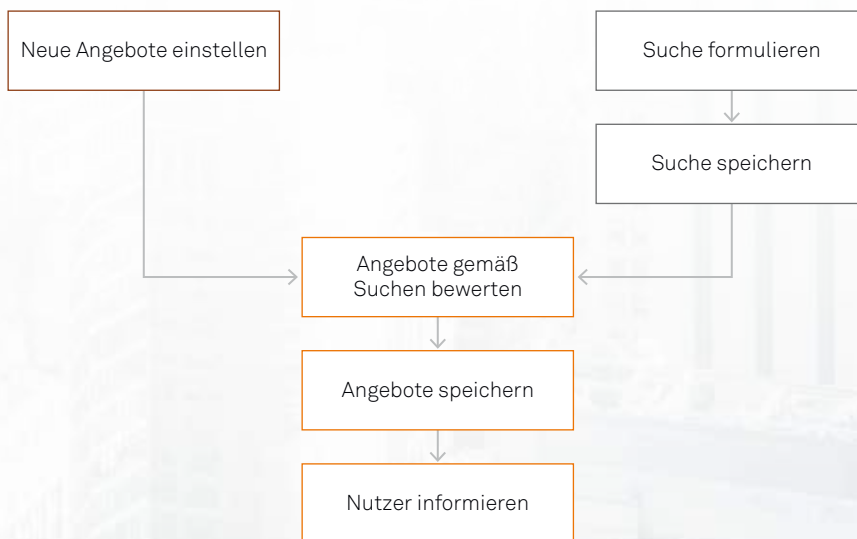 Neue Angebote einstellen
Suche formulieren
Suche speichern
Angebote gemäß
Suchen bewerten
Angebote speichern
Nutzer informieren